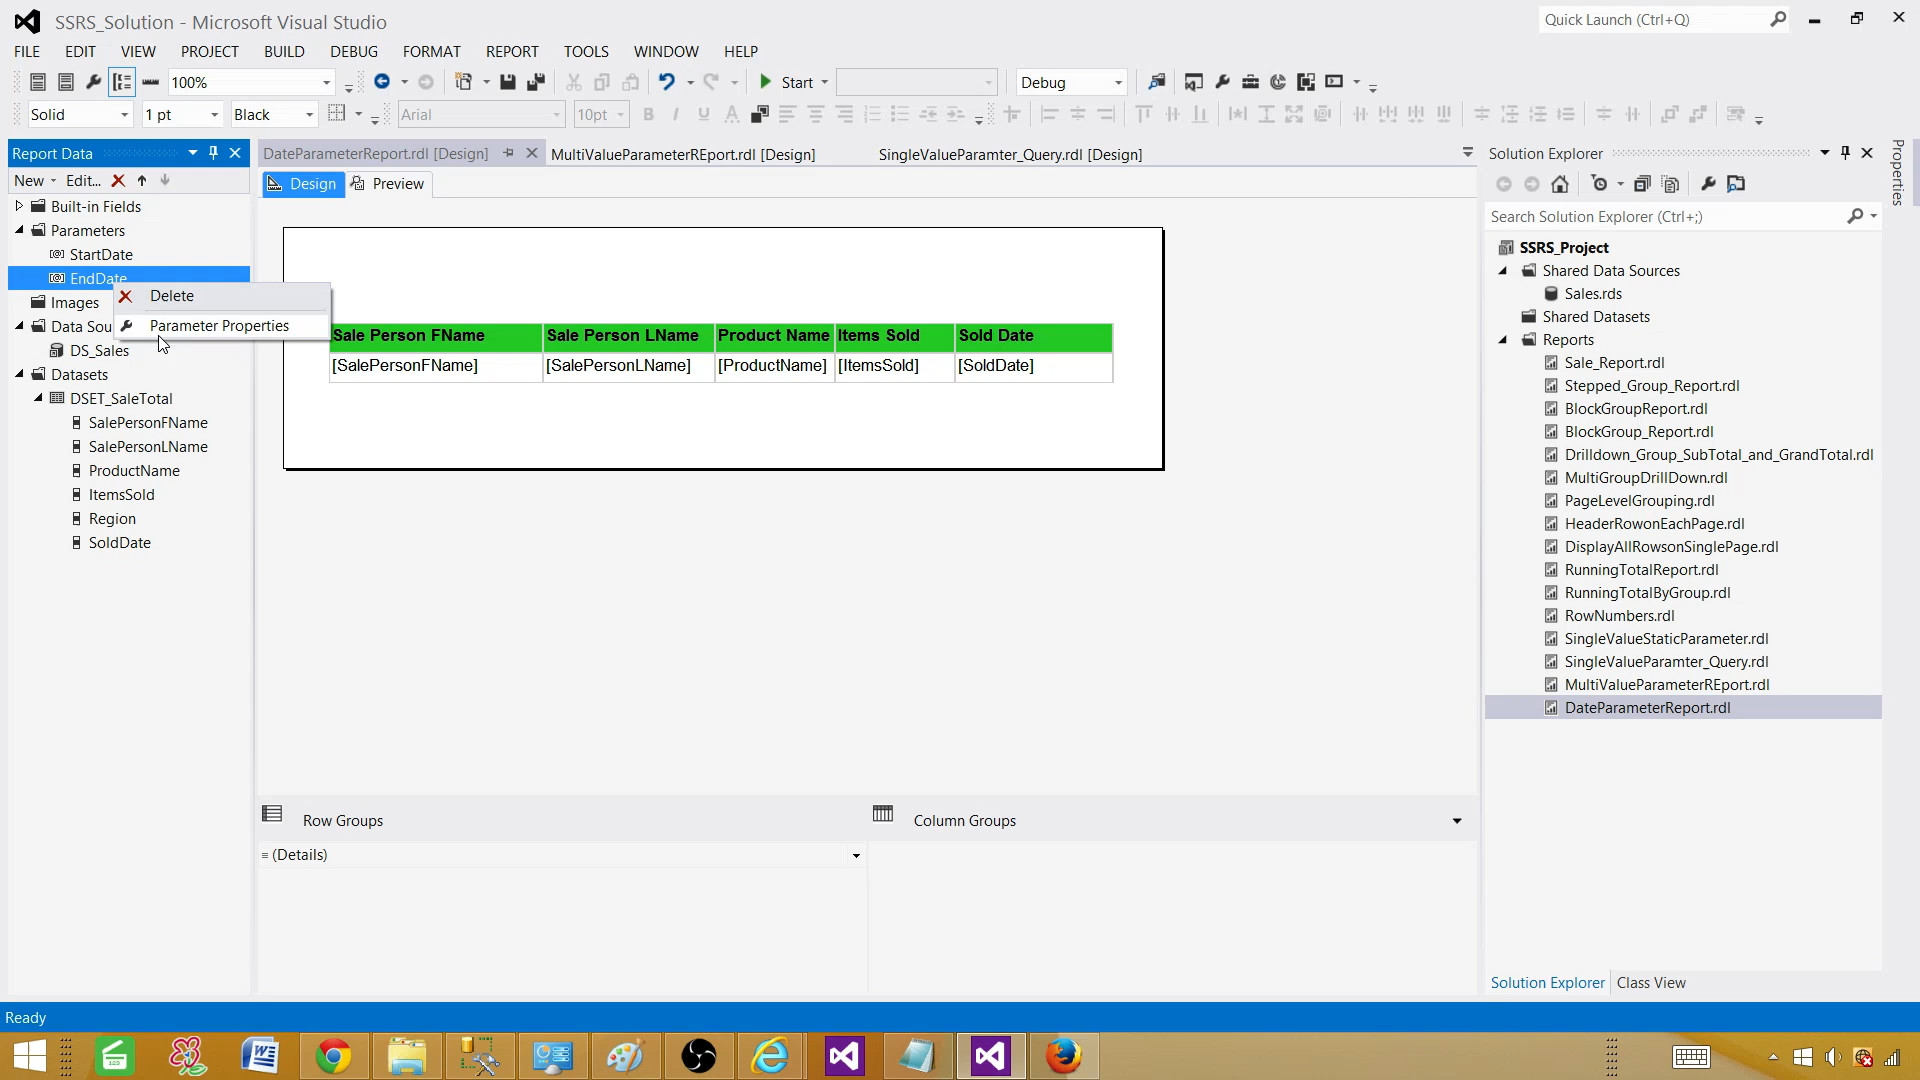 SSRS_Solution - Microsoft Visual Studio
Quick Launch (Ctrl+Q)
FILE EDIT VIEW PROJECT BUILD DEBUG FORMAT REPORT TOOLS WINDOW HELP
100% Start Debug
Solid 1 pt Black Arial 10pt B I U A
Report Data
New Edit...
Built-in Fields
Parameters
StartDate
EndDate
Images
Data Sou
DS_Sales
Datasets
DSET_SaleTotal
SalePersonFName
SalePersonLName
ProductName
ItemsSold
Region
SoldDate
Delete
Parameter Properties
DateParameterReport.rdl [Design] MultiValueParameterREport.rdl [Design] SingleValueParamter_Query.rdl [Design]
Design Preview
Sale Person FName Sale Person LName Product Name Items Sold Sold Date
[SalePersonFName] [SalePersonLName] [ProductName] [ItemsSold] [SoldDate]
Row Groups Column Groups
(Details)
Solution Explorer
Search Solution Explorer (Ctrl+;)
SSRS_Project
Shared Data Sources
Sales.rds
Shared Datasets
Reports
Sale_Report.rdl
Stepped_Group_Report.rdl
BlockGroupReport.rdl
BlockGroup_Report.rdl
Drilldown_Group_SubTotal_and_GrandTotal.rdl
MultiGroupDrillDown.rdl
PageLevelGrouping.rdl
HeaderRowonEachPage.rdl
DisplayAllRowsonSinglePage.rdl
RunningTotalReport.rdl
RunningTotalByGroup.rdl
RowNumbers.rdl
SingleValueStaticParameter.rdl
SingleValueParamter_Query.rdl
MultiValueParameterREport.rdl
DateParameterReport.rdl
Solution Explorer Class View
Properties
Ready